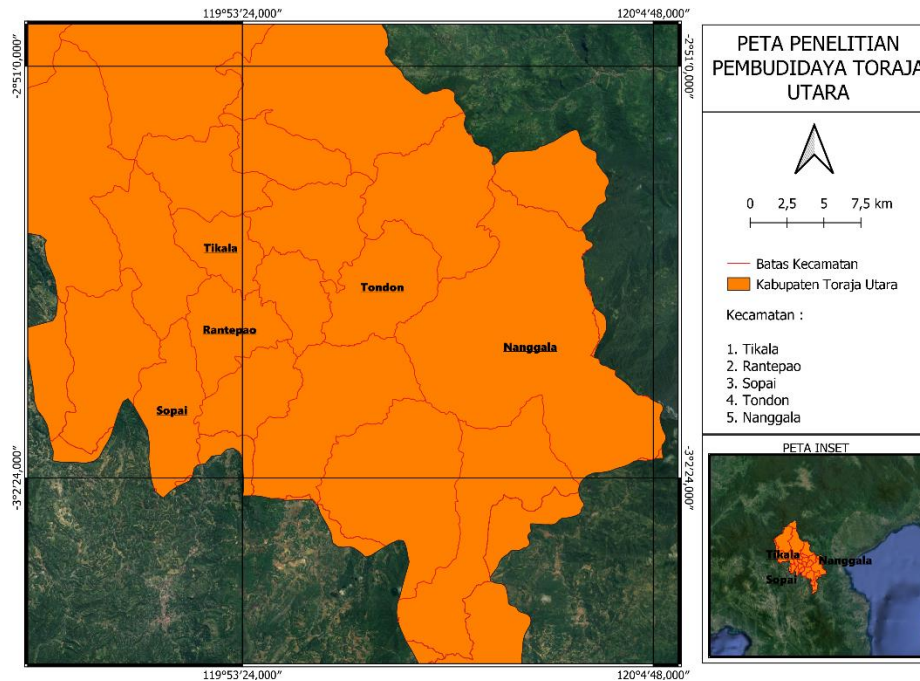 119°53'24,000"
120°4'48,000"
-2°51'0,000"
-2°51'0,000"
Tikala
Tondon
Rantepao
Nanggala
Sopai
-3°2'24,000"
-3°2'24,000"
119°53'24,000"
120°4'48,000"
PETA PENELITIAN
PEMBUDIDAYA TORAJA
UTARA
0 2,5 5 7,5 km
Batas Kecamatan
Kabupaten Toraja Utara
Kecamatan :
1. Tikala
2. Rantepao
3. Sopai
4. Tondon
5. Nanggala
PETA INSET
Tikala
Nanggala
Sopai